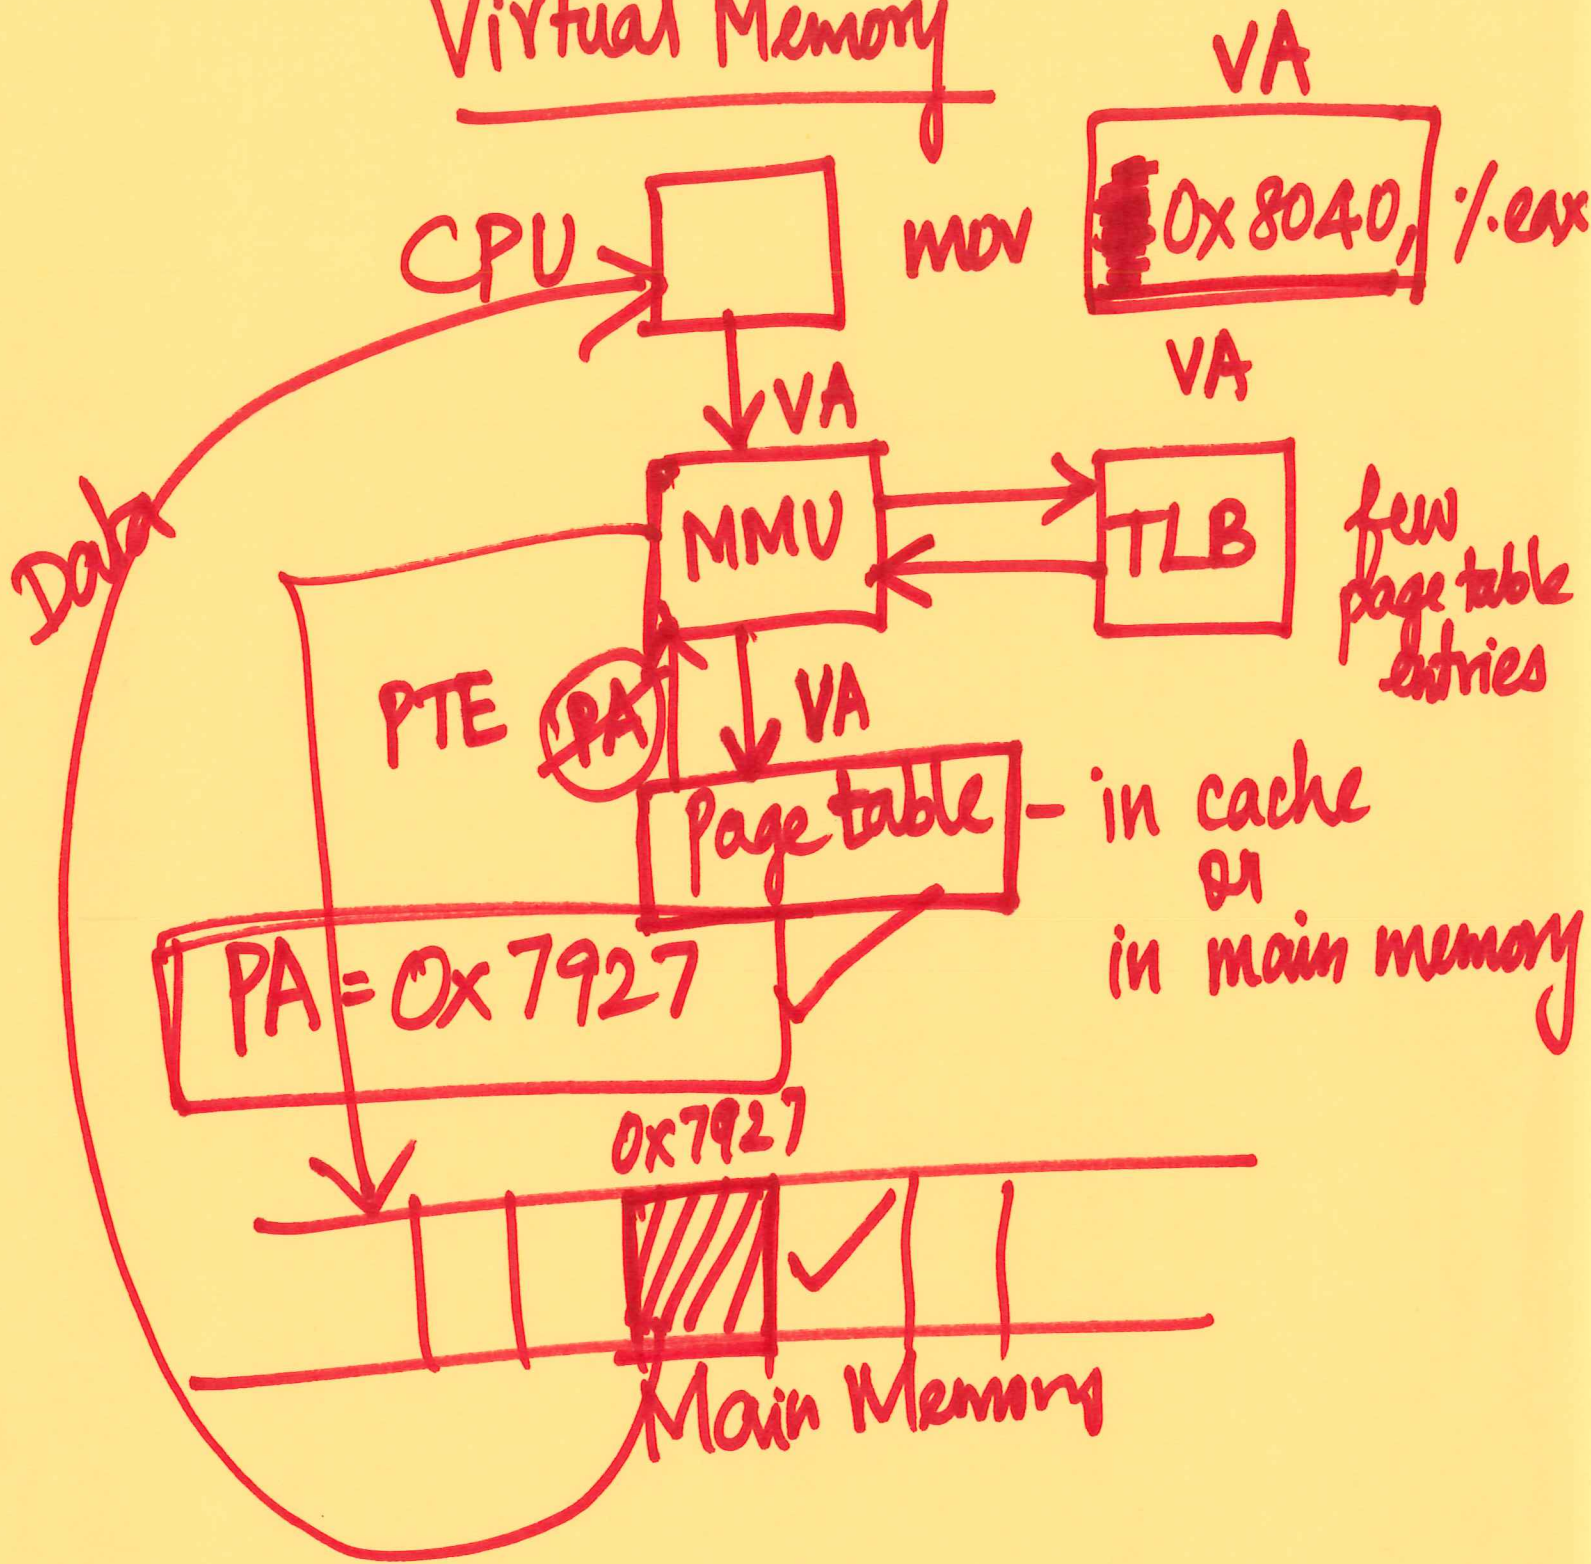 Virtual Memory
VA
CPU
mov 0x8040, %eax
VA
VA
Data
MMU
TLB
few
page table
entries
PTE
PA
VA
Page table - in cache
or
in main memory
PA = 0x7927
0x7927
Main Memory